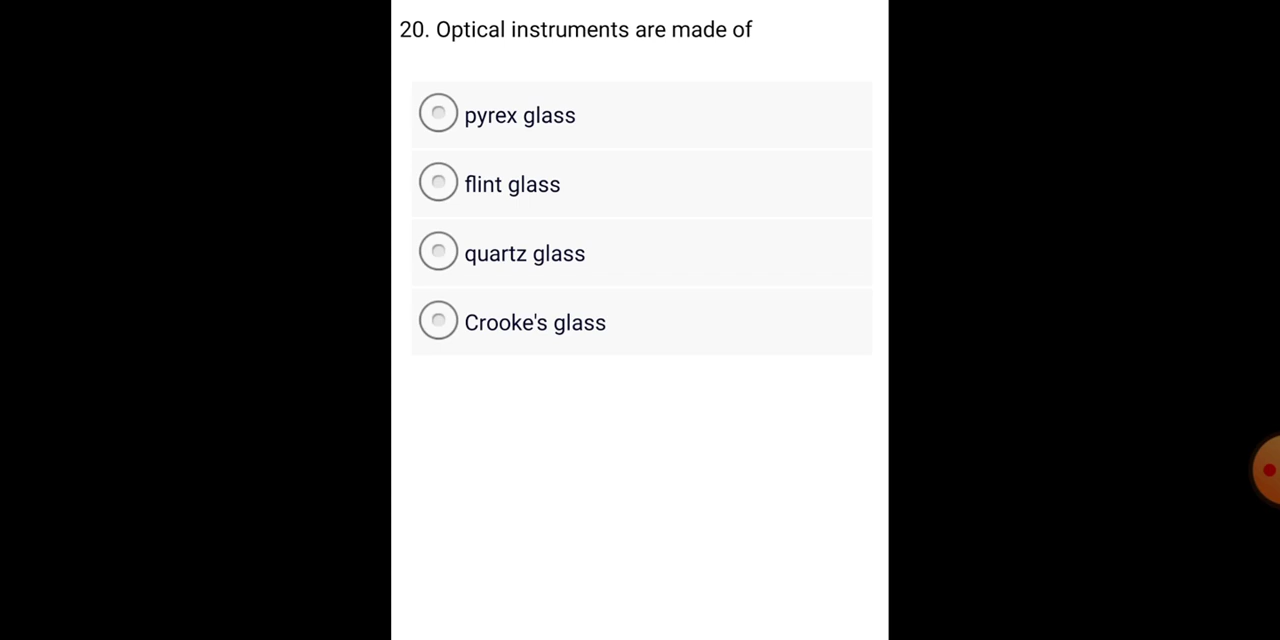 20. Optical instruments are made of
pyrex glass
flint glass
quartz glass
Crooke's glass